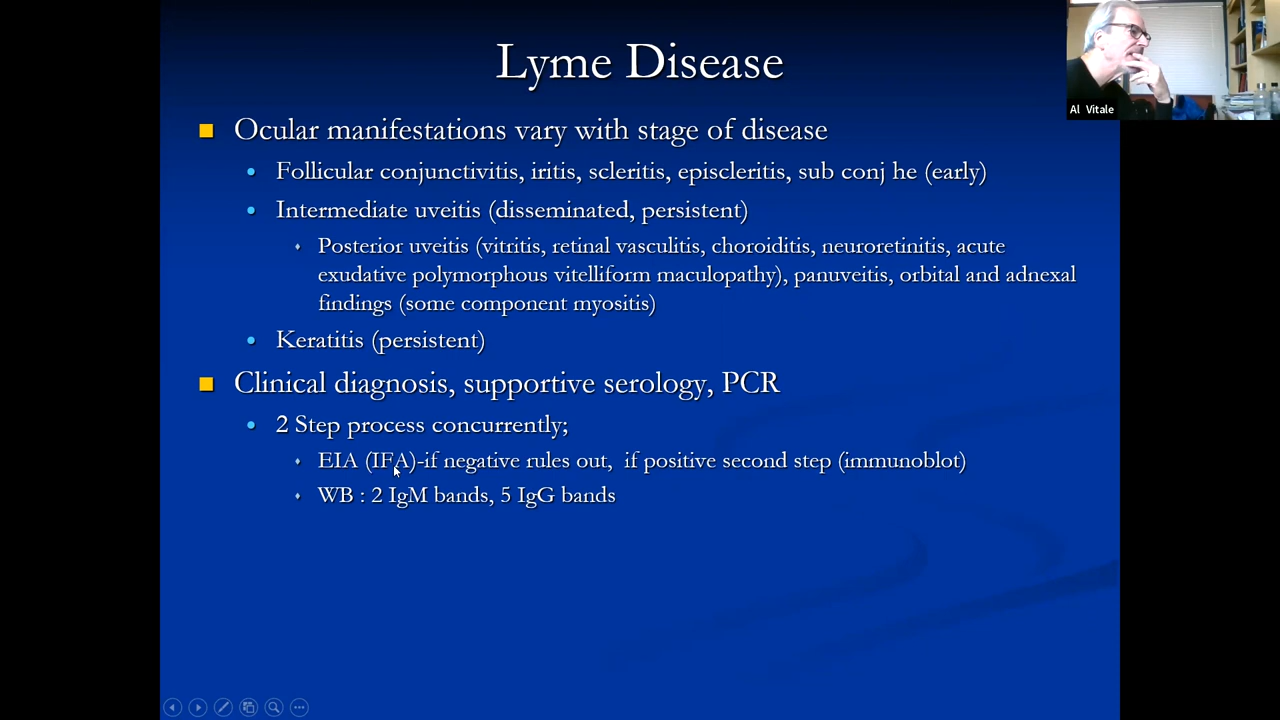 Lyme Disease
Al Vitale
Ocular manifestations vary with stage of disease
Follicular conjunctivitis, iritis, scleritis, episcleritis, sub conj he (early)
Intermediate uveitis (disseminated, persistent)
Posterior uveitis (vitritis, retinal vasculitis, choroiditis, neuroretinitis, acute
exudative polymorphous vitelliform maculopathy), panuveitis, orbital and adnexal
findings (some component myositis)
Keratitis (persistent)
Clinical diagnosis, supportive serology, PCR
2 Step process concurrently;
EIA (IFA)-if negative rules out, if positive second step (immunoblot)
WB : 2 IgM bands, 5 IgG bands